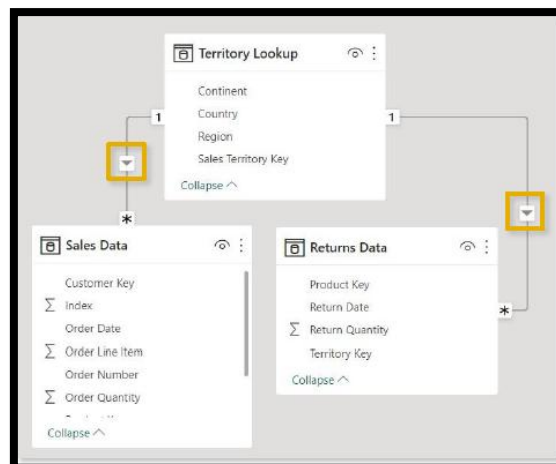 Territory Lookup
Continent
Country
Region
Sales Territory Key
Collapse
1
1
*
*
Sales Data
Customer Key
Σ Index
Order Date
Σ Order Line Item
Order Number
Σ Order Quantity
Collapse
Returns Data
Product Key
Return Date
Σ Return Quantity
Territory Key
Collapse